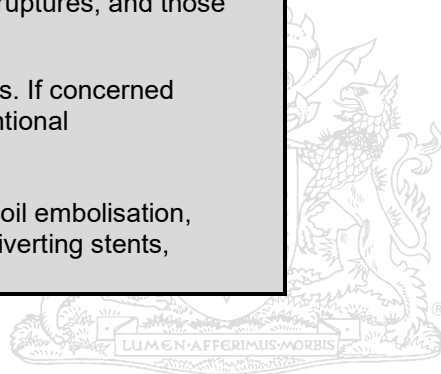 ruptures, and those
s. If concerned
ntional
oil embolisation,
iverting stents,
LUMEN·AFFERIMUS·MORBIS
®